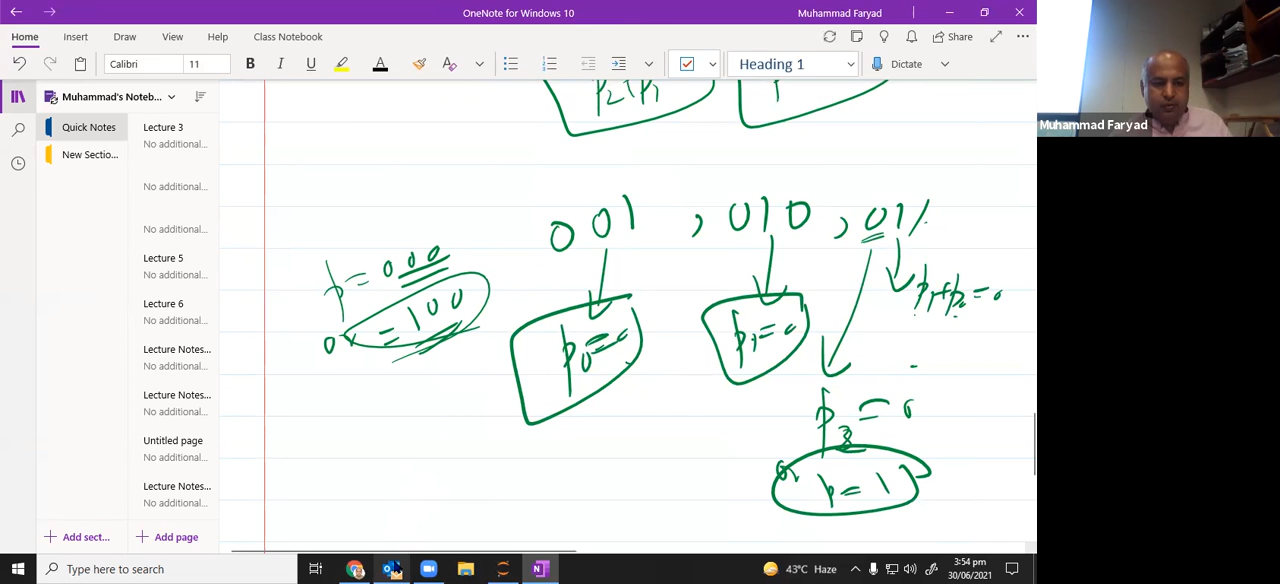 OneNote for Windows 10
Muhammad Faryad
Home Insert Draw View Help Class Notebook
Share
Calibri 11 B I U A Heading 1 Dictate
Muhammad's Noteb...
Quick Notes
New Sectio...
Lecture 3
No additional...
No additional...
No additional...
Lecture 5
No additional...
Lecture 6
No additional...
Lecture Notes...
No additional...
Lecture Notes...
No additional...
Untitled page
No additional...
Lecture Notes...
No additional...
Add sect...
Add page
P2+P1
P
001 , 010 , 01
P = 000
or = 100
P0=0
P1=0
P1+P2=0
P=0
or P=1
Muhammad Faryad
Type here to search
43°C Haze
3:54 pm
30/06/2021